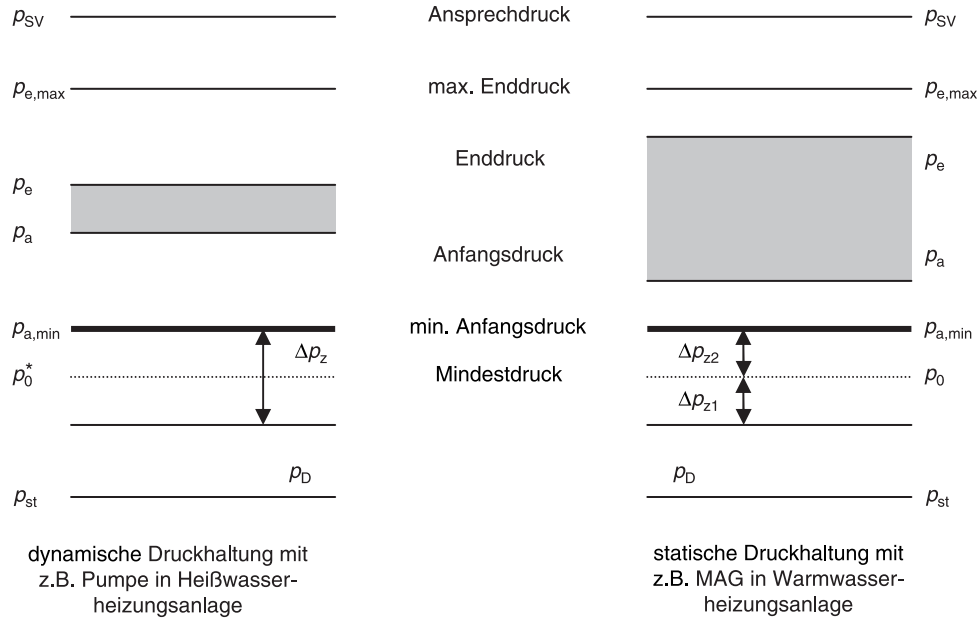 p_SV Ansprechdruck p_SV
p_e,max max. Enddruck p_e,max
Enddruck
p_e p_e
p_a
Anfangsdruck p_a
p_a,min min. Anfangsdruck p_a,min
Δp_z Δp_z2
p_0^* Mindestdruck p_0
Δp_z1
p_D p_D
p_st p_st
dynamische Druckhaltung mit
z.B. Pumpe in Heißwasser-
heizungsanlage
statische Druckhaltung mit
z.B. MAG in Warmwasser-
heizungsanlage